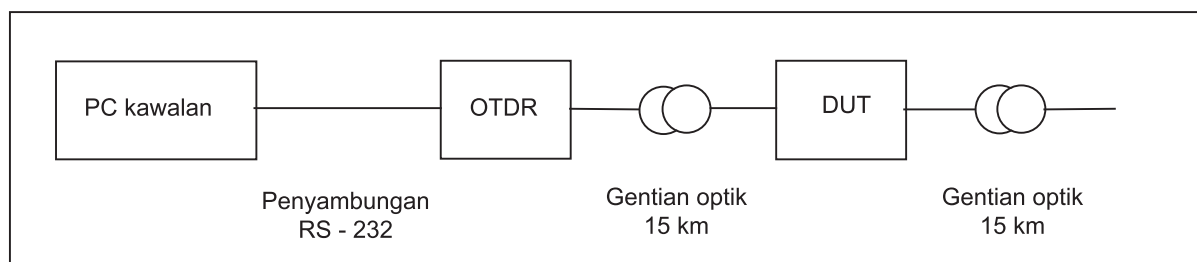 PC kawalan
OTDR
DUT
Penyambungan
RS - 232
Gentian optik
15 km
Gentian optik
15 km